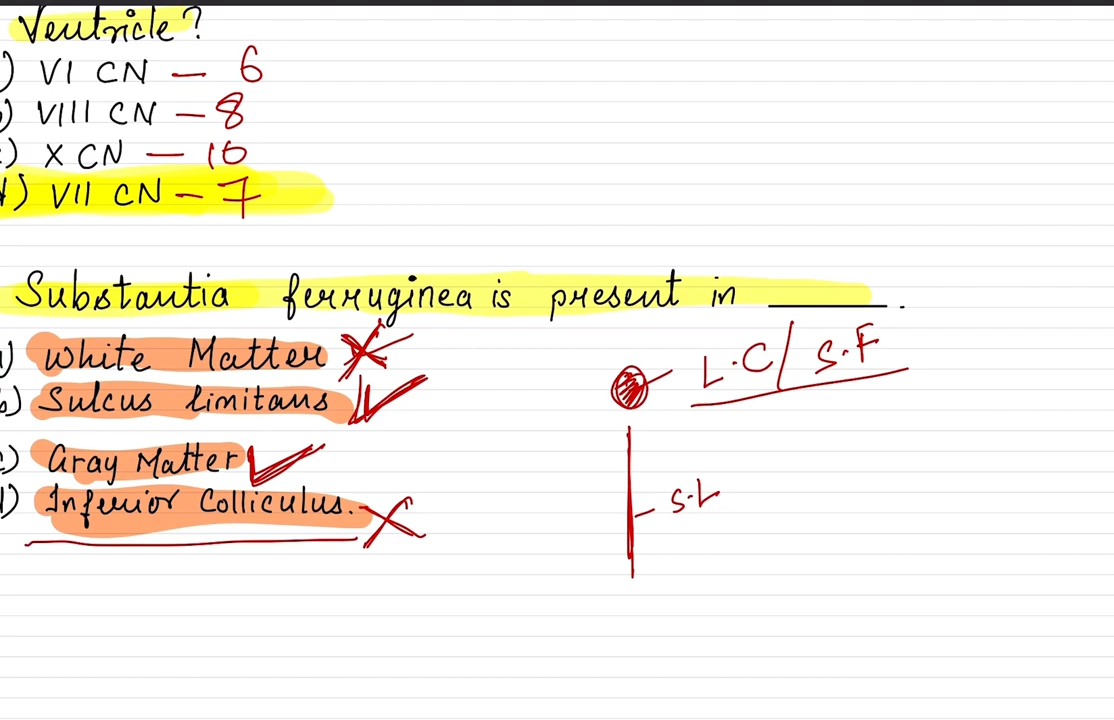 Ventricle?
) VI CN — 6
) VIII CN — 8
) X CN — 10
) VII CN — 7
Substantia ferruginea is present in ______.
) White Matter
) Sulcus limitans
) Gray Matter
) Inferior Colliculus.
L.C / S.F
S.L